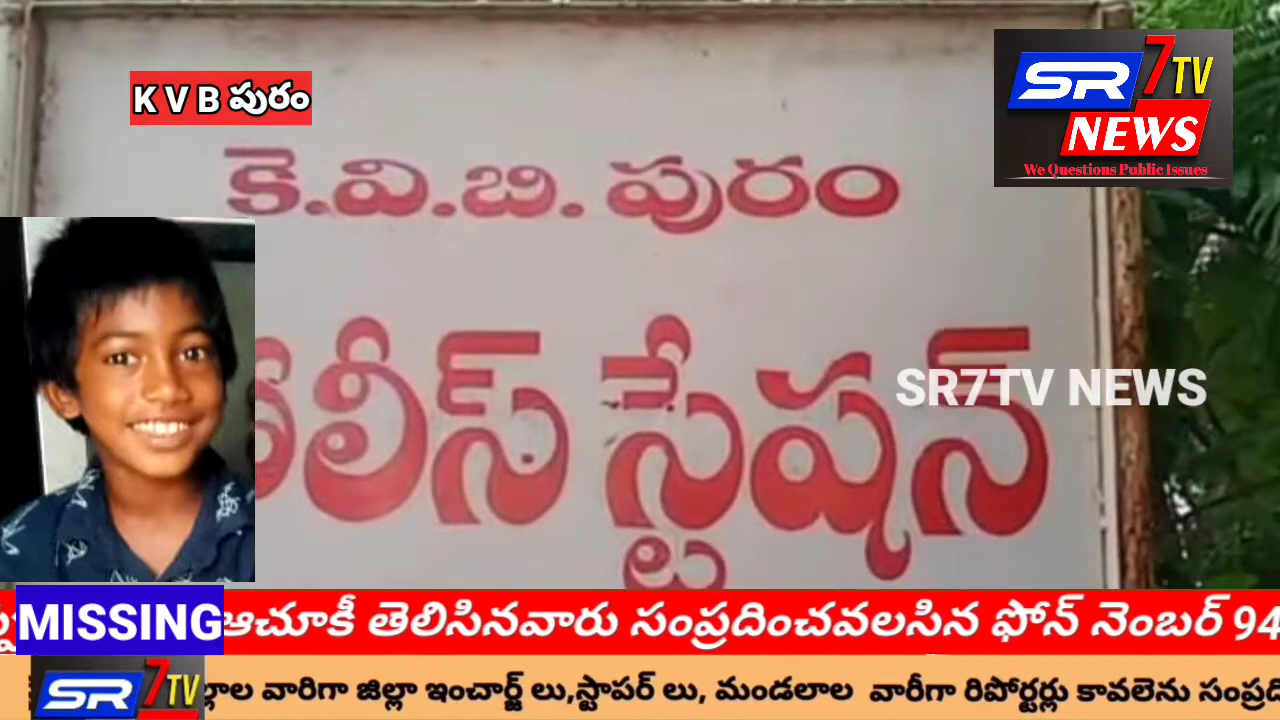 SR 7 TV
NEWS
We Questions Public Issues
K V B పురం
కె.వి.బి. పురం
పోలీస్ స్టేషన్
SR7TV NEWS
MISSING
ఆచూకీ తెలిసినవారు సంప్రదించవలసిన ఫోన్ నెంబర్ 94
SR 7 TV
ల్లాల వారిగా జిల్లా ఇంచార్జ్ లు,స్టాపర్ లు, మండలాల వారీగా రిపోర్టర్లు కావలెను సంప్రది